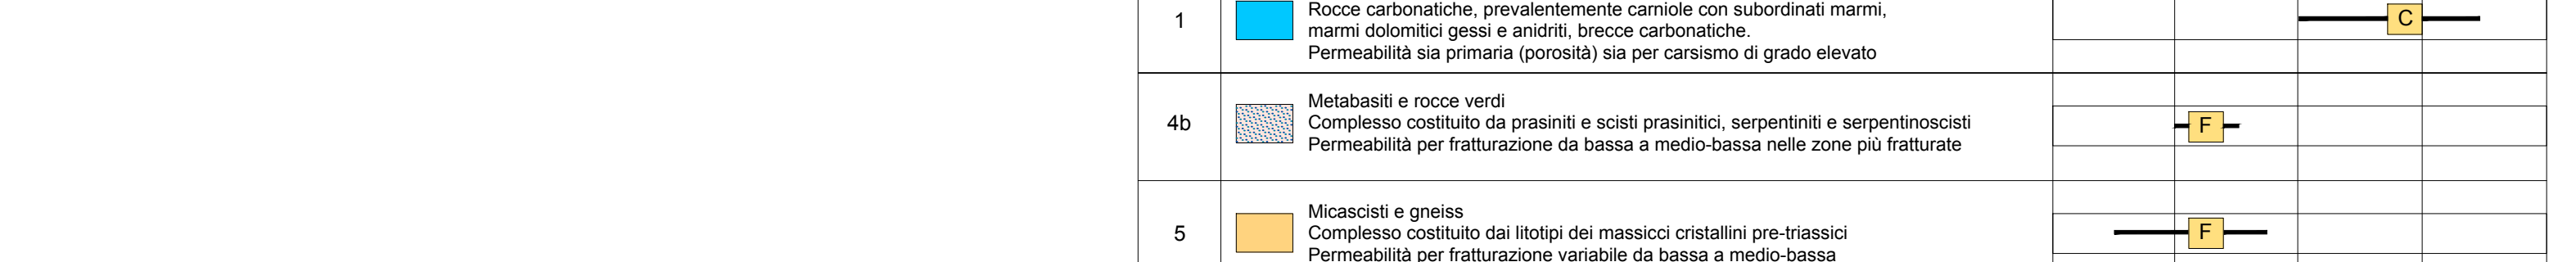 1
Rocce carbonatiche, prevalentemente carniole con subordinati marmi,
marmi dolomitici gessi e anidriti, brecce carbonatiche.
Permeabilità sia primaria (porosità) sia per carsismo di grado elevato
C
4b
Metabasiti e rocce verdi
Complesso costituito da prasiniti e scisti prasinitici, serpentiniti e serpentinoscisti
Permeabilità per fratturazione da bassa a medio-bassa nelle zone più fratturate
F
5
Micascisti e gneiss
Complesso costituito dai litotipi dei massicci cristallini pre-triassici
Permeabilità per fratturazione variabile da bassa a medio-bassa
F